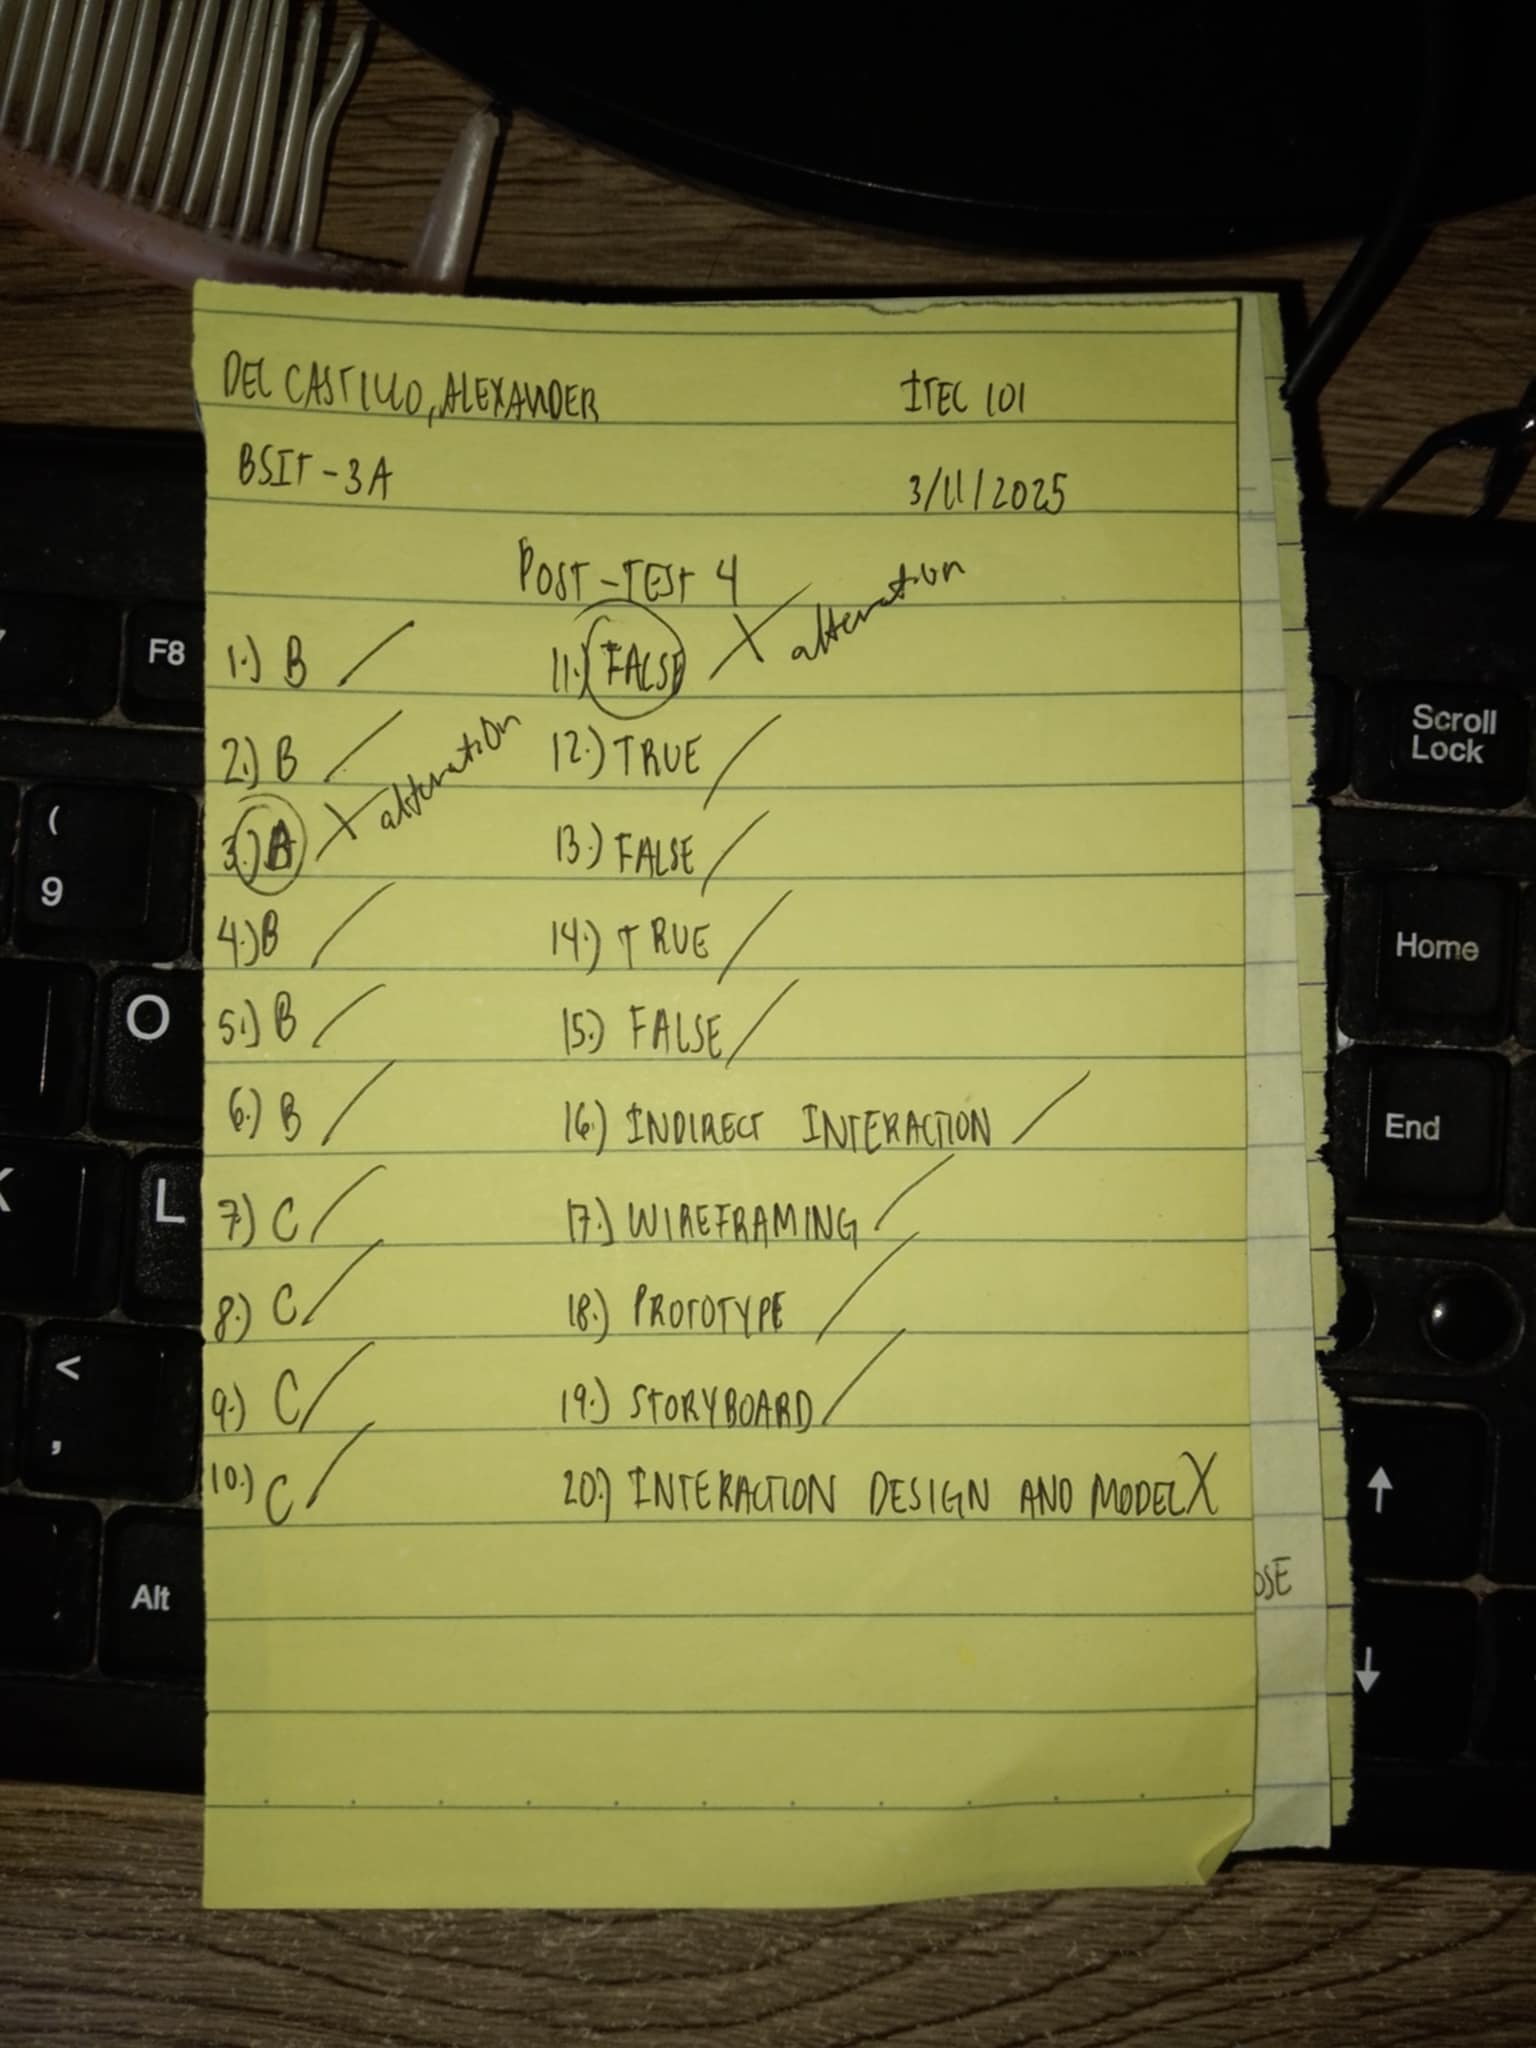 DEL CASTILLO, ALEXANDER ITEC 101
BSIT-3A 3/11/2025
POST-TEST 4
1.) B
2.) B
3.) alteration
4.) B
5.) B
6.) B
7.) C
8.) C
9.) C
10.) C
11.) FALSE X alteration
12.) TRUE
13.) FALSE
14.) TRUE
15.) FALSE
16.) INDIRECT INTERACTION
17.) WIREFRAMING
18.) PROTOTYPE
19.) STORYBOARD
20.) INTERACTION DESIGN AND MODEL X
OSE
F8
(
9
O
L
<
,
Alt
Scroll
Lock
Home
End
↑
↓